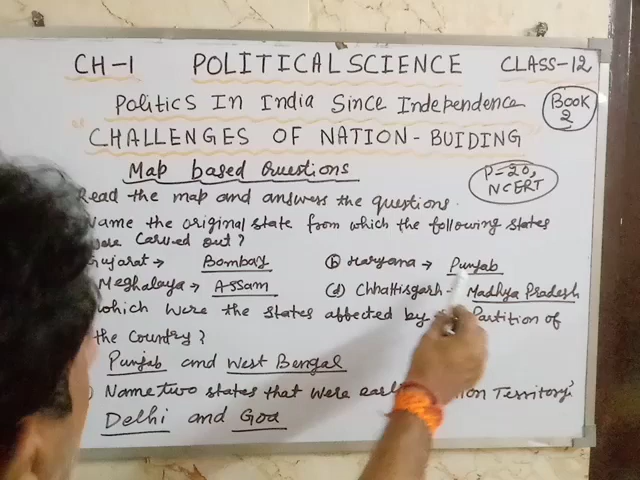 CH-1 POLITICAL SCIENCE CLASS-12
Politics In India Since Independence
BOOK 2
CHALLENGES OF NATION-BUIDING
Map based Questions
P-20, NCERT
Read the map and answers the questions.
Name the original state from which the following states
were carved out?
Gujarat → Bombay (b) Haryana → Punjab
Meghalaya → Assam (d) Chhattisgarh - Madhya Pradesh
which were the states affected by Partition of
the Country?
Punjab and West Bengal
Name two states that were Territory?
Delhi and Goa